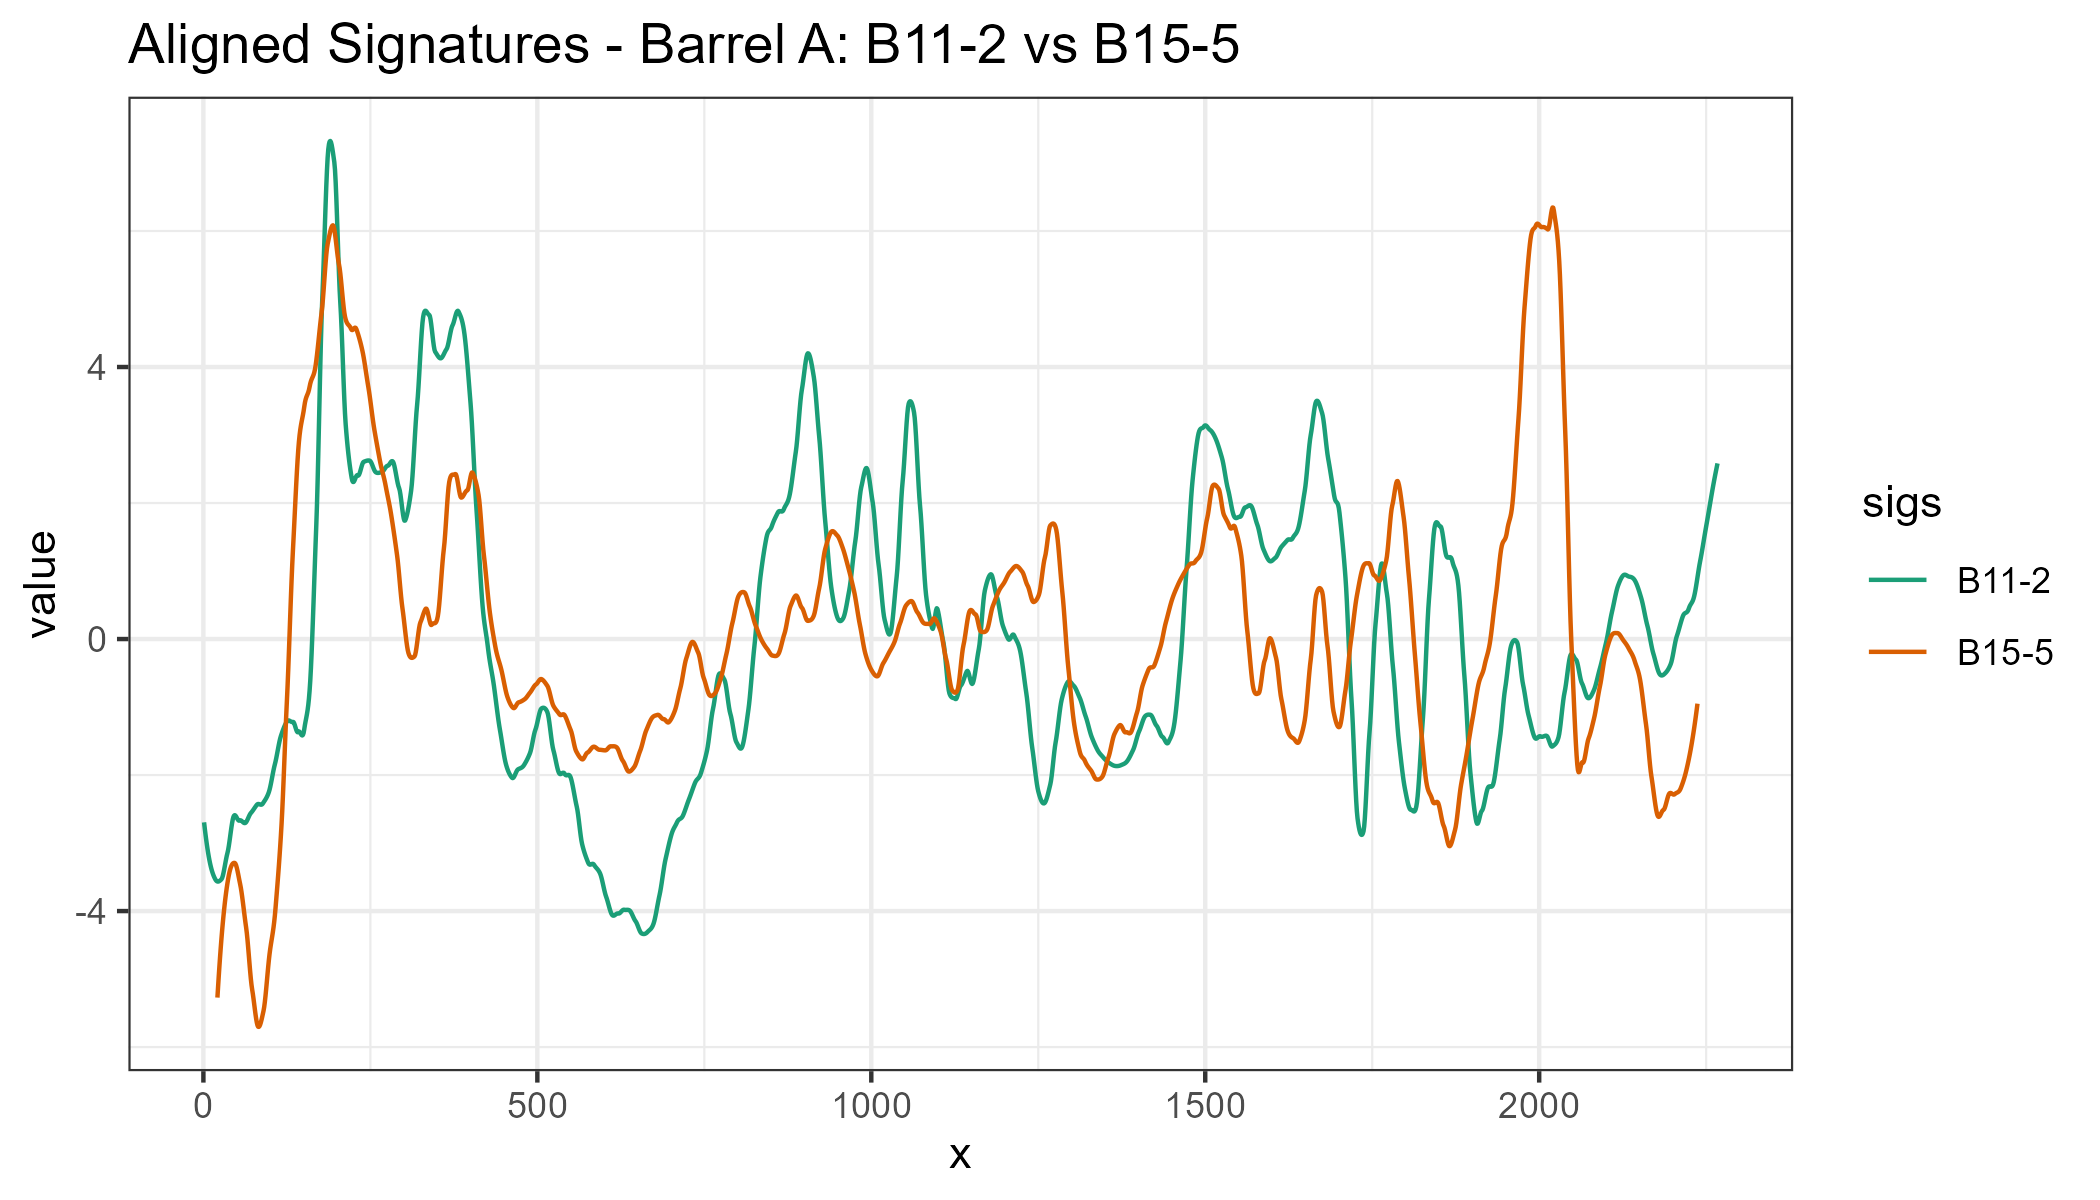 Aligned Signatures - Barrel A: B11-2 vs B15-5
value
4
0
-4
0 500 1000 1500 2000
x
sigs
B11-2
B15-5